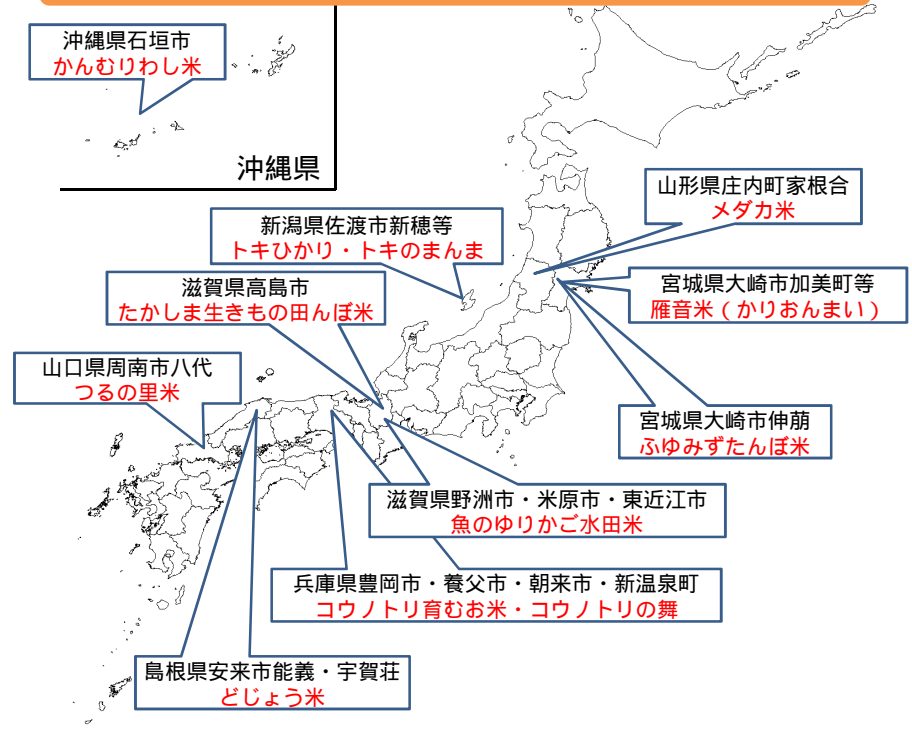 沖縄県石垣市
かんむりわし米
沖縄県
山形県庄内町家根合
メダカ米
新潟県佐渡市新穂等
トキひかり・トキのまんま
宮城県大崎市加美町等
雁音米(かりおんまい)
滋賀県高島市
たかしま生きもの田んぼ米
山口県周南市八代
つるの里米
宮城県大崎市伸萠
ふゆみずたんぼ米
滋賀県野洲市・米原市・東近江市
魚のゆりかご水田米
兵庫県豊岡市・養父市・朝来市・新温泉町
コウノトリ育むお米・コウノトリの舞
島根県安来市能義・宇賀荘
どじょう米